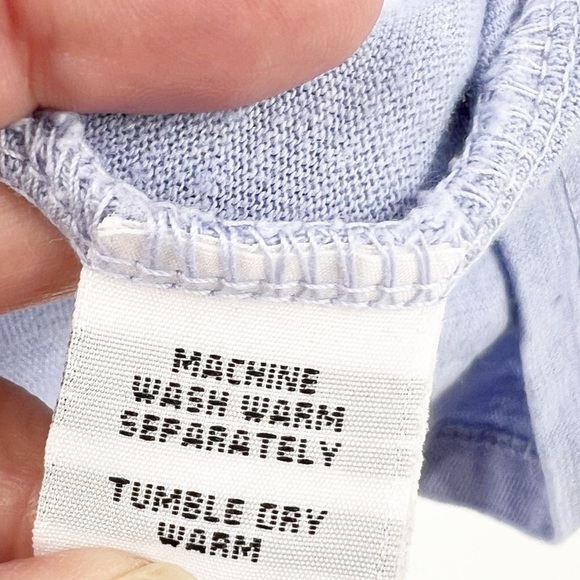 MACHINE
WASH WARM
SEPARATELY
TUMBLE DRY
WARM